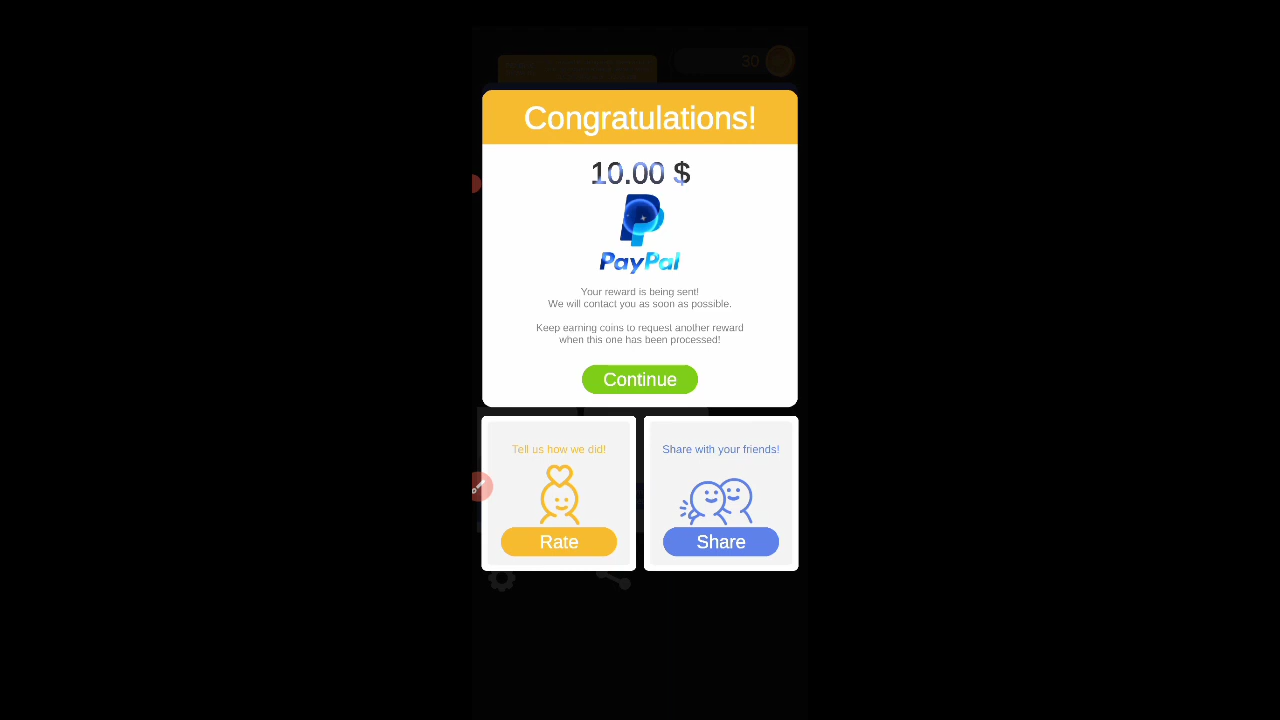 30
Congratulations!
10.00 $
PayPal
Your reward is being sent!
We will contact you as soon as possible.
Keep earning coins to request another reward
when this one has been processed!
Continue
Tell us how we did!
Share with your friends!
Rate
Share